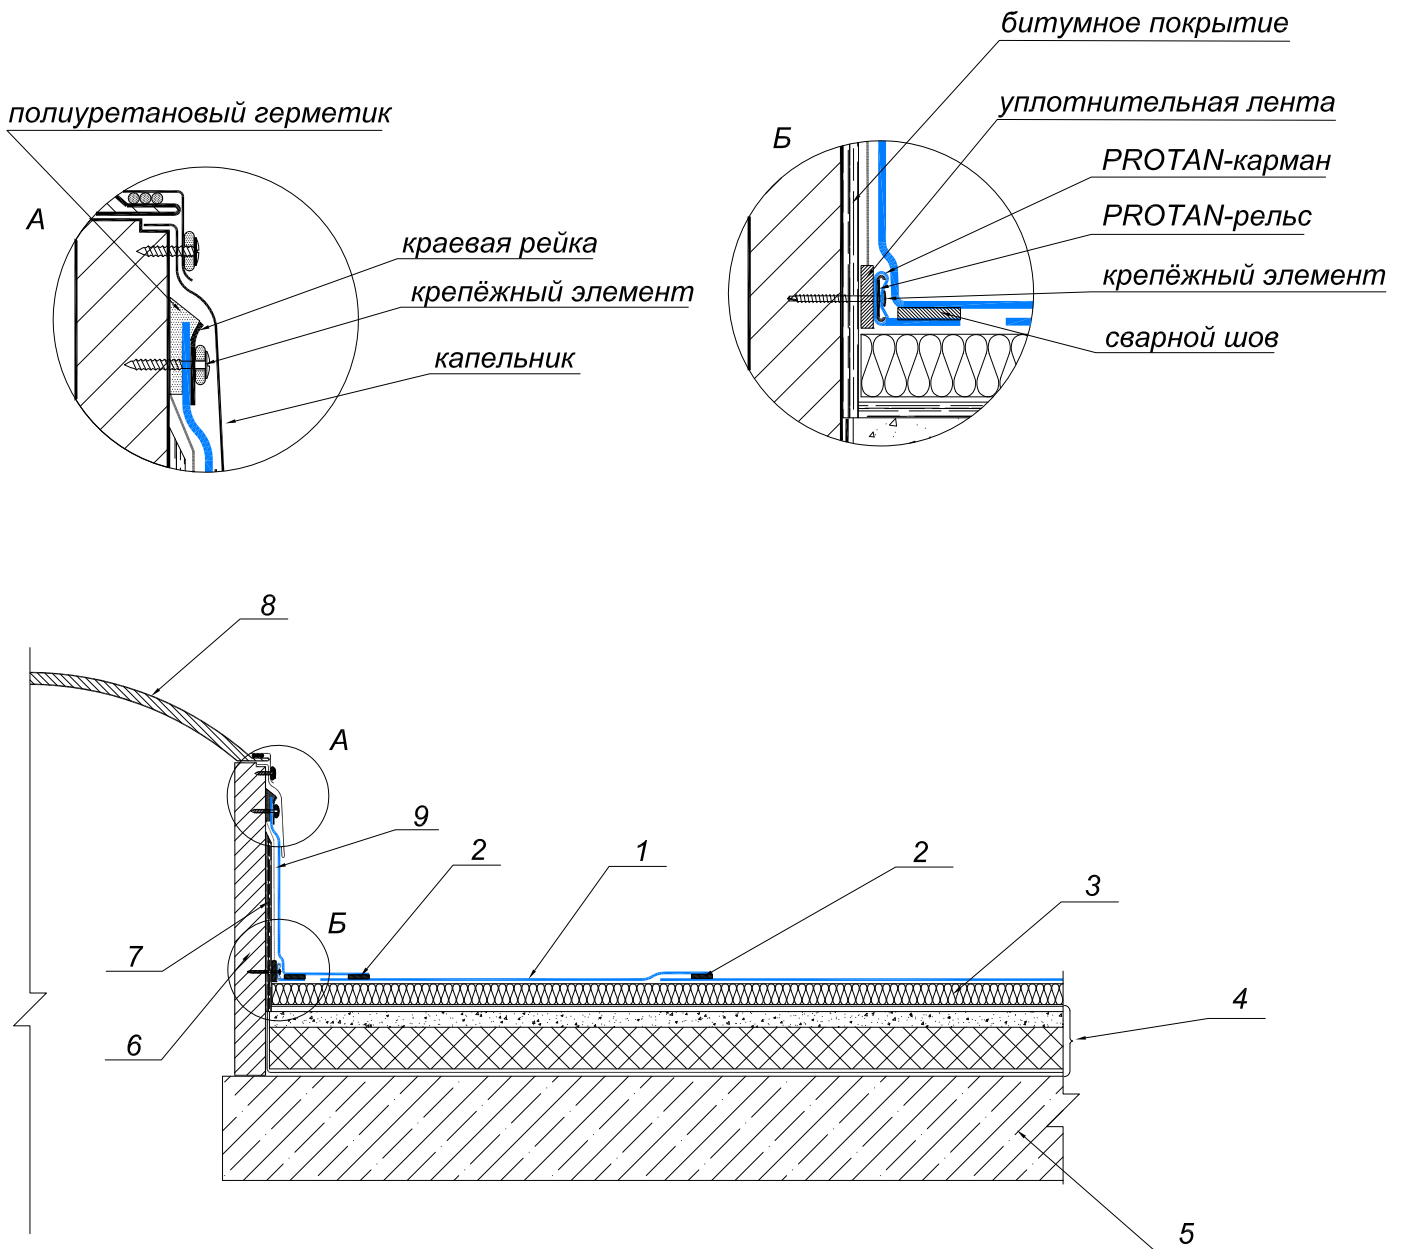 битумное покрытие
уплотнительная лента
полиуретановый герметик
Б
PROTAN-карман
А
PROTAN-рельс
краевая рейка
крепёжный элемент
крепёжный элемент
сварной шов
капельник
8
А
9
2
1
2
3
Б
7
4
6
5